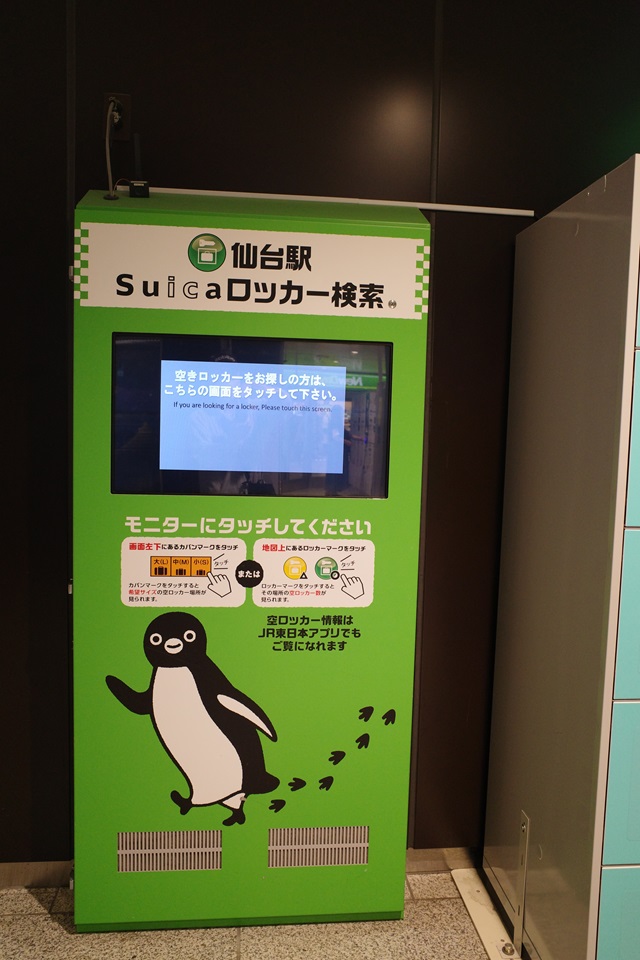 仙台駅
Suicaロッカー検索
空きロッカーをお探しの方は、
こちらの画面をタッチして下さい。
If you are looking for a locker, Please touch this screen.
モニターにタッチしてください
画面左下にあるカバンマークをタッチ
大(L) 中(M) 小(S)
タッチ
カバンマークをタッチすると
希望サイズの空ロッカー場所が
見られます。
または
地図上にあるロッカーマークをタッチ
タッチ
ロッカーマークをタッチすると
その場所の空ロッカー数が
見られます。
空ロッカー情報は
JR東日本アプリでも
ご覧になれます